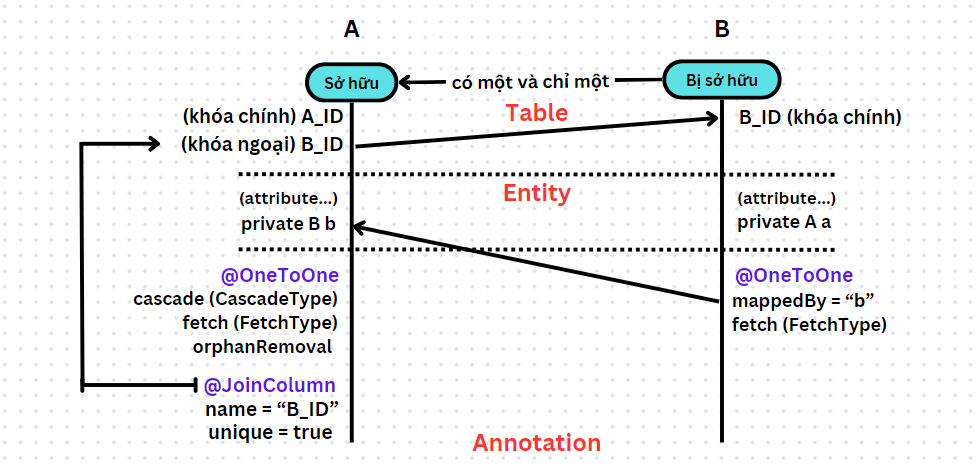 A
B
Sở hữu
có một và chỉ một
Bị sở hữu
(khóa chính) A_ID
Table
B_ID (khóa chính)
(khóa ngoại) B_ID
Entity
(attribute...)
(attribute...)
private B b
private A a
@OneToOne
@OneToOne
cascade (CascadeType)
mappedBy = “b”
fetch (FetchType)
fetch (FetchType)
orphanRemoval
@JoinColumn
name = “B_ID”
unique = true
Annotation